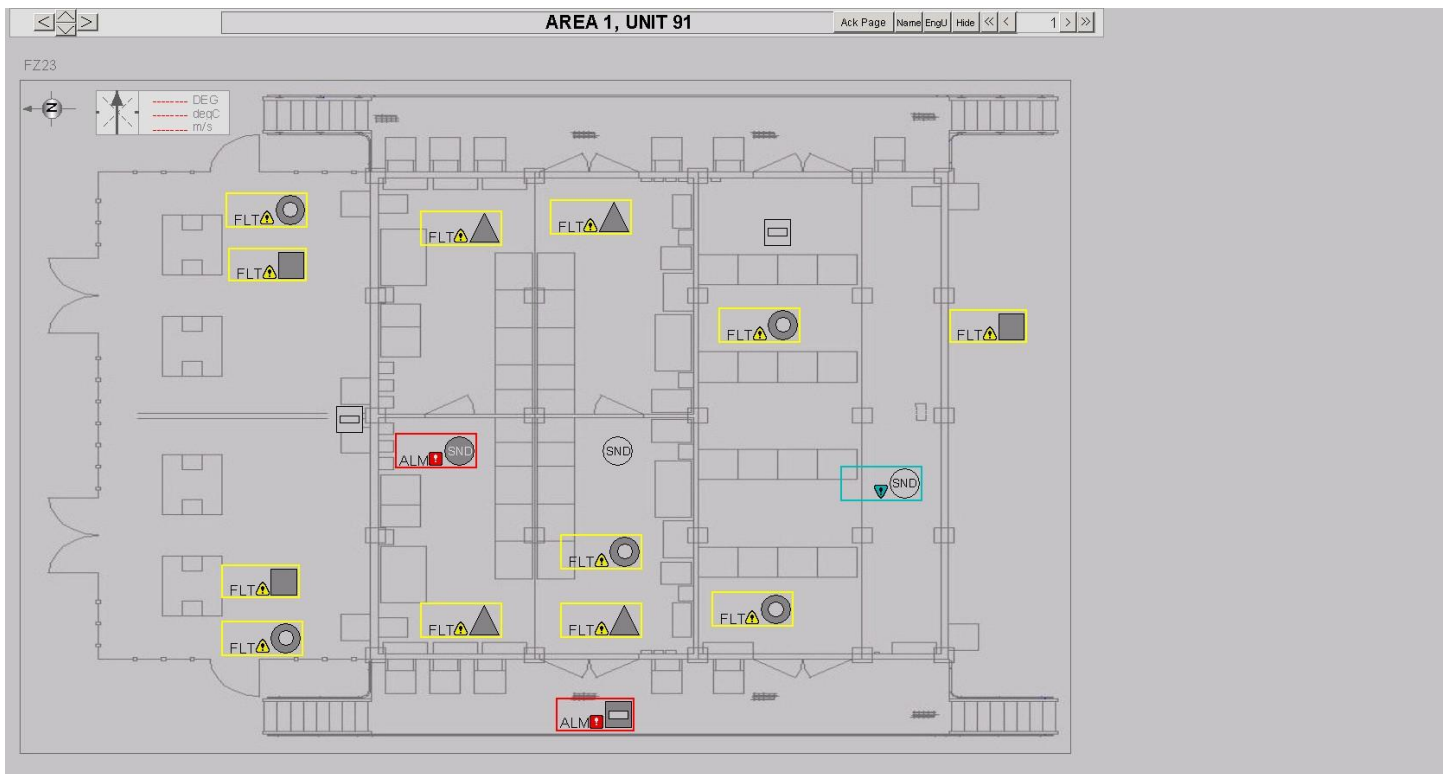 < > AREA 1, UNIT 91 Ack Page Name EngU Hide << < 1 > >>
FZ23
N
-------- DEG
-------- deqC
-------- m/s
FLT
FLT
FLT
FLT
FLT
FLT
FLT
ALM SND
SND
SND
FLT
FLT
FLT
FLT
FLT
FLT
ALM